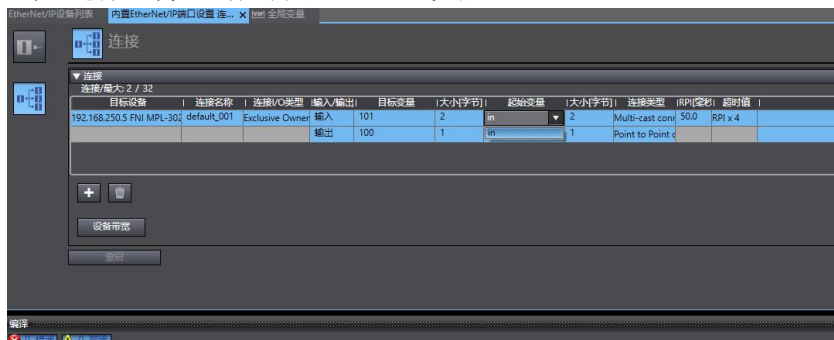 EtherNet/IP设备列表 内置EtherNet/IP端口设置 连... x 全局变量
连接
▼ 连接
连接/最大: 2 / 32
目标设备 连接名称 连接I/O类型 输入/输出 目标变量 大小[字节] 起始变量 大小[字节] 连接类型 RPI[毫秒] 超时值
192.168.250.5 FNI MPL-302 default_001 Exclusive Owner 输入 101 2 in 2 Multi-cast conn 50.0 RPI x 4
输出 100 1 in 1 Point to Point c
+
设备带宽
重启
编译